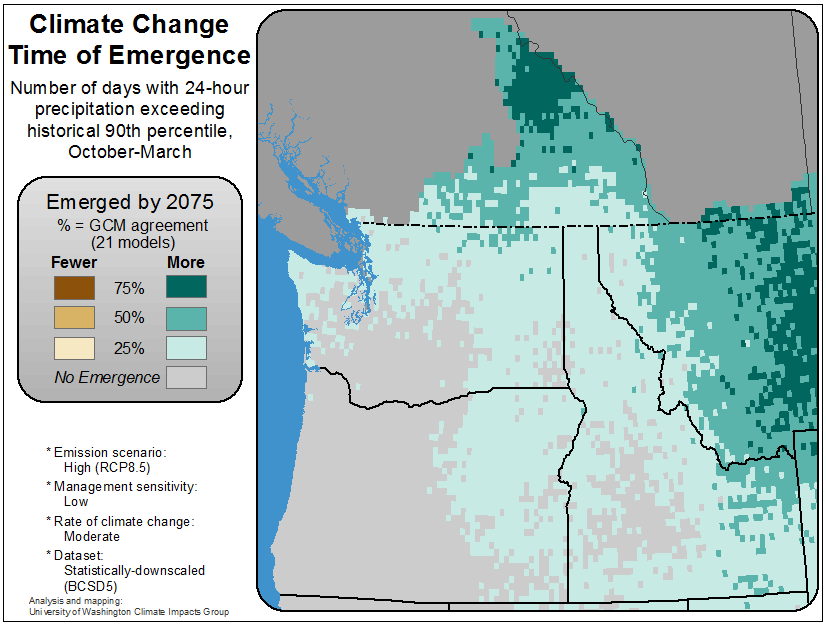 Climate Change
Time of Emergence
Number of days with 24-hour
precipitation exceeding
historical 90th percentile,
October-March
Emerged by 2075
% = GCM agreement
(21 models)
Fewer More
75%
50%
25%
No Emergence
* Emission scenario:
High (RCP8.5)
* Management sensitivity:
Low
* Rate of climate change:
Moderate
* Dataset:
Statistically-downscaled
(BCSD5)
Analysis and mapping:
University of Washington Climate Impacts Group